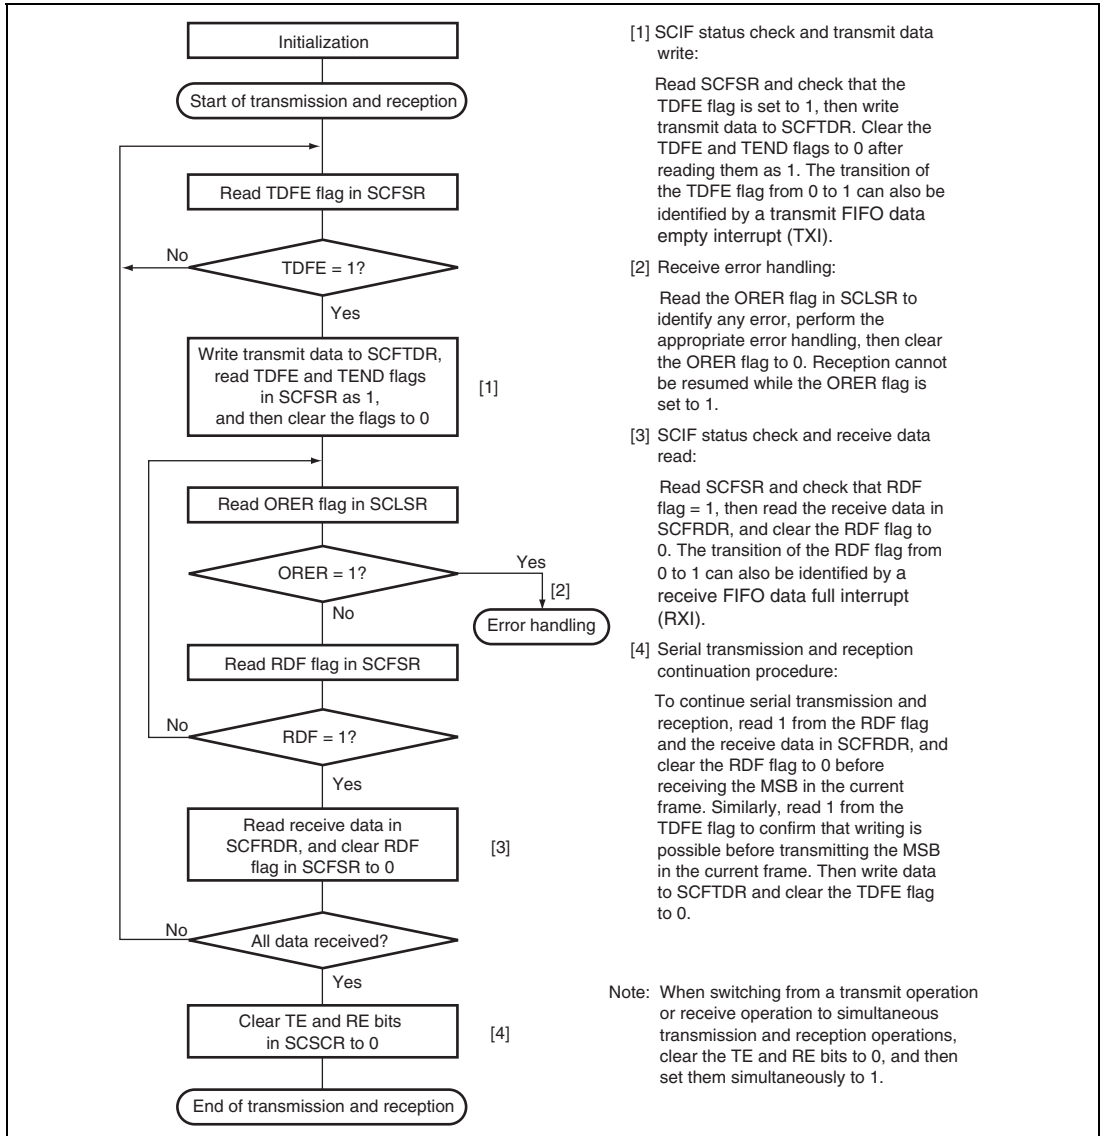 Initialization
Start of transmission and reception
Read TDFE flag in SCFSR
No
TDFE = 1?
Yes
Write transmit data to SCFTDR,
read TDFE and TEND flags
in SCFSR as 1,
and then clear the flags to 0
[1]
Read ORER flag in SCLSR
ORER = 1?
Yes
[2]
Error handling
No
Read RDF flag in SCFSR
No
RDF = 1?
Yes
Read receive data in
SCFRDR, and clear RDF
flag in SCFSR to 0
[3]
No
All data received?
Yes
Clear TE and RE bits
in SCSCR to 0
[4]
End of transmission and reception
[1] SCIF status check and transmit data
write:
Read SCFSR and check that the
TDFE flag is set to 1, then write
transmit data to SCFTDR. Clear the
TDFE and TEND flags to 0 after
reading them as 1. The transition of
the TDFE flag from 0 to 1 can also be
identified by a transmit FIFO data
empty interrupt (TXI).
[2] Receive error handling:
Read the ORER flag in SCLSR to
identify any error, perform the
appropriate error handling, then clear
the ORER flag to 0. Reception cannot
be resumed while the ORER flag is
set to 1.
[3] SCIF status check and receive data
read:
Read SCFSR and check that RDF
flag = 1, then read the receive data in
SCFRDR, and clear the RDF flag to
0. The transition of the RDF flag from
0 to 1 can also be identified by a
receive FIFO data full interrupt
(RXI).
[4] Serial transmission and reception
continuation procedure:
To continue serial transmission and
reception, read 1 from the RDF flag
and the receive data in SCFRDR, and
clear the RDF flag to 0 before
receiving the MSB in the current
frame. Similarly, read 1 from the
TDFE flag to confirm that writing is
possible before transmitting the MSB
in the current frame. Then write data
to SCFTDR and clear the TDFE flag
to 0.
Note: When switching from a transmit operation
or receive operation to simultaneous
transmission and reception operations,
clear the TE and RE bits to 0, and then
set them simultaneously to 1.